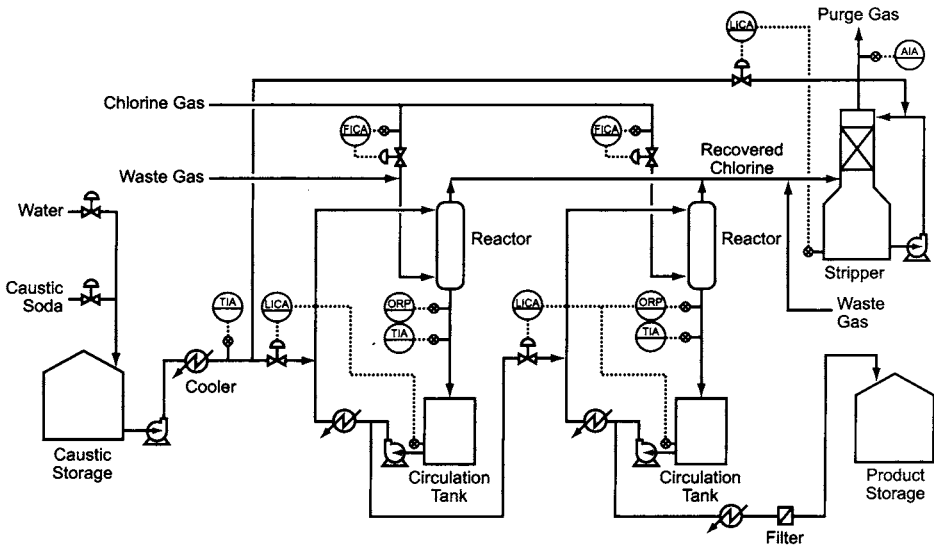 Purge Gas
LICA
AIA
Chlorine Gas
FICA
FICA
Recovered
Chlorine
Waste Gas
Water
Reactor
Reactor
Stripper
Caustic
Soda
TIA
LICA
ORP
LICA
ORP
Waste
Gas
TIA
TIA
Cooler
Caustic
Storage
Circulation
Tank
Circulation
Tank
Product
Storage
Filter